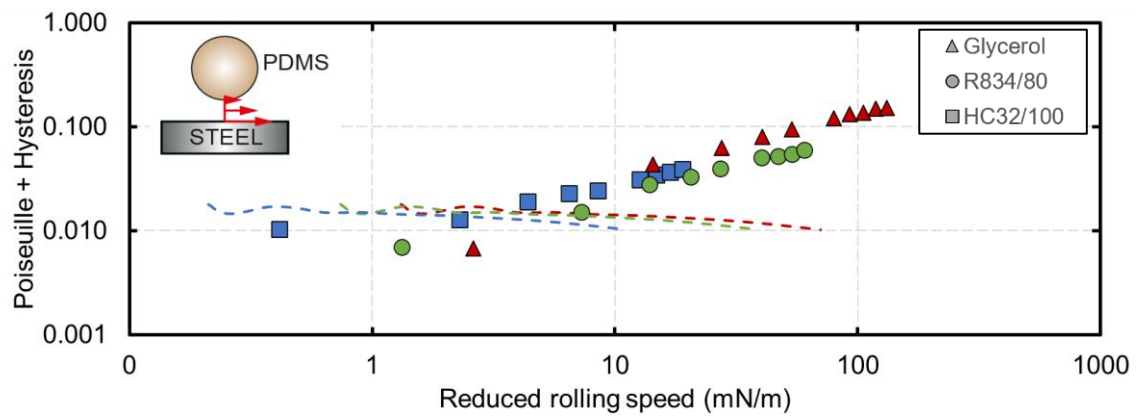 Poiseuille + Hysteresis
1.000
0.100
0.010
0.001
PDMS
STEEL
Glycerol
R834/80
HC32/100
0
1
10
100
1000
Reduced rolling speed (mN/m)